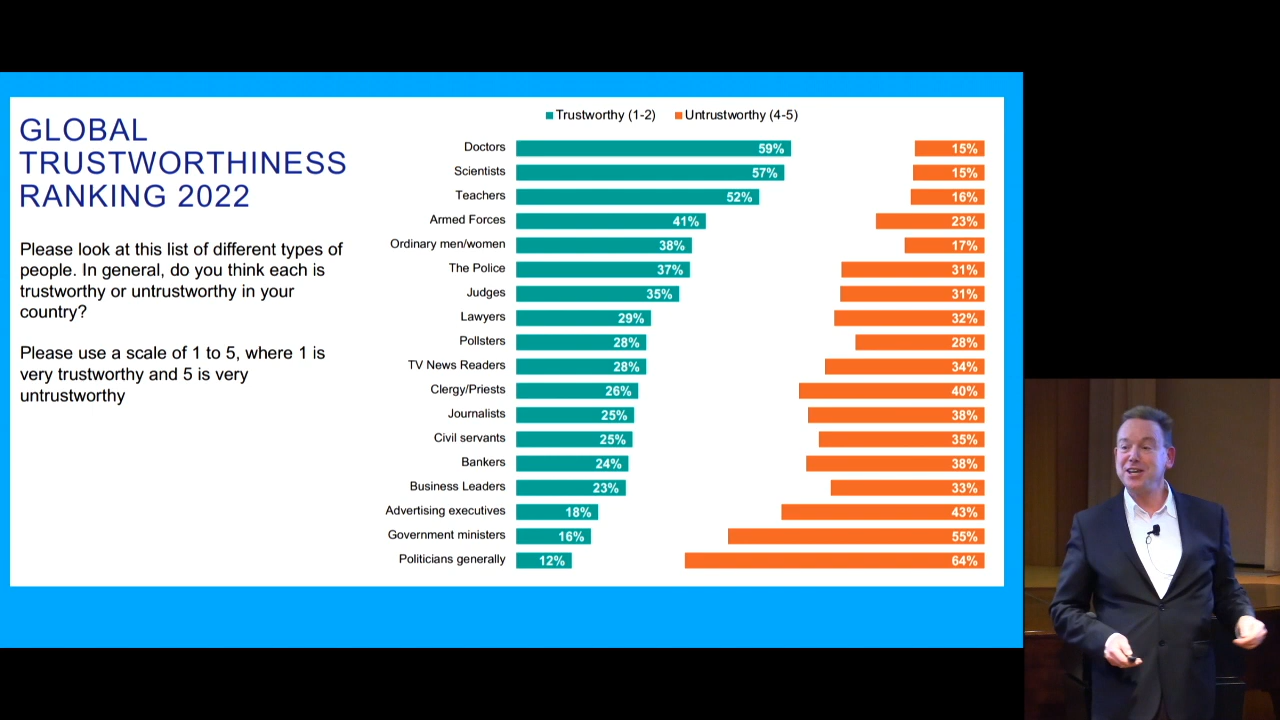 GLOBAL
TRUSTWORTHINESS
RANKING 2022
Please look at this list of different types of
people. In general, do you think each is
trustworthy or untrustworthy in your
country?
Please use a scale of 1 to 5, where 1 is
very trustworthy and 5 is very
untrustworthy
Trustworthy (1-2) Untrustworthy (4-5)
Doctors 59% 15%
Scientists 57% 15%
Teachers 52% 16%
Armed Forces 41% 23%
Ordinary men/women 38% 17%
The Police 37% 31%
Judges 35% 31%
Lawyers 29% 32%
Pollsters 28% 28%
TV News Readers 28% 34%
Clergy/Priests 26% 40%
Journalists 25% 38%
Civil servants 25% 35%
Bankers 24% 38%
Business Leaders 23% 33%
Advertising executives 18% 43%
Government ministers 16% 55%
Politicians generally 12% 64%